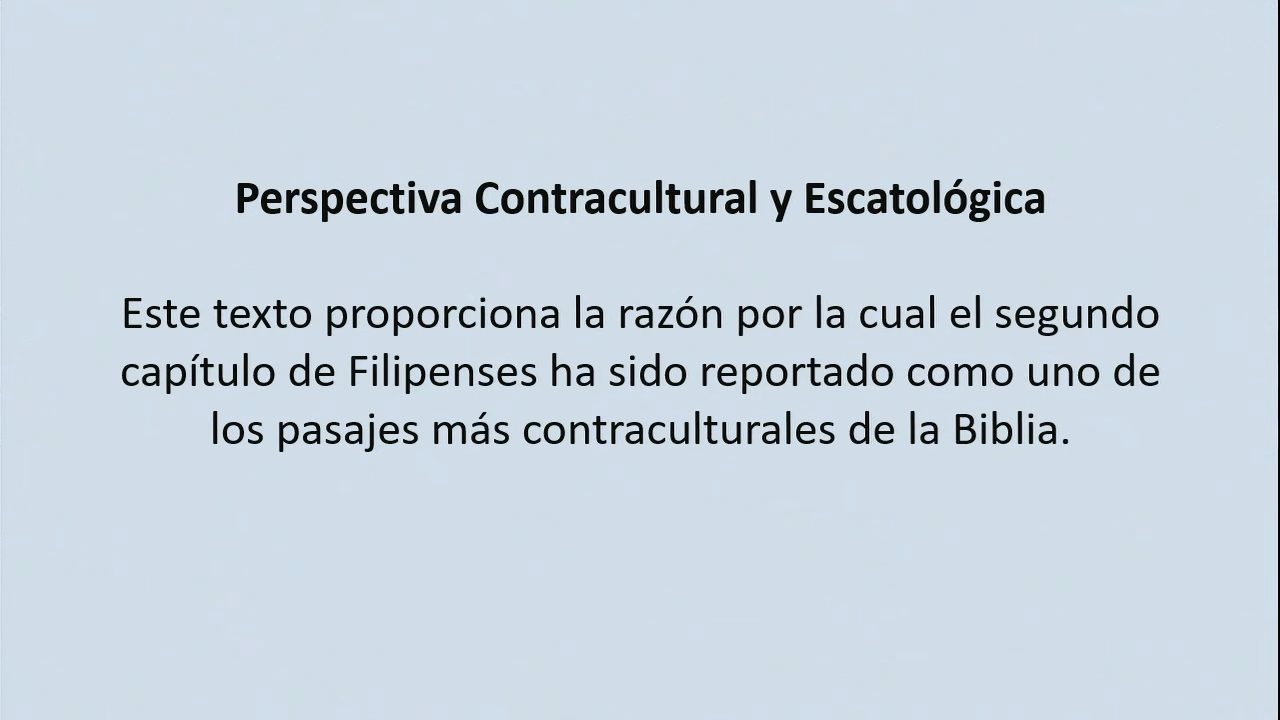 Perspectiva Contracultural y Escatológica
Este texto proporciona la razón por la cual el segundo
capítulo de Filipenses ha sido reportado como uno de
los pasajes más contraculturales de la Biblia.